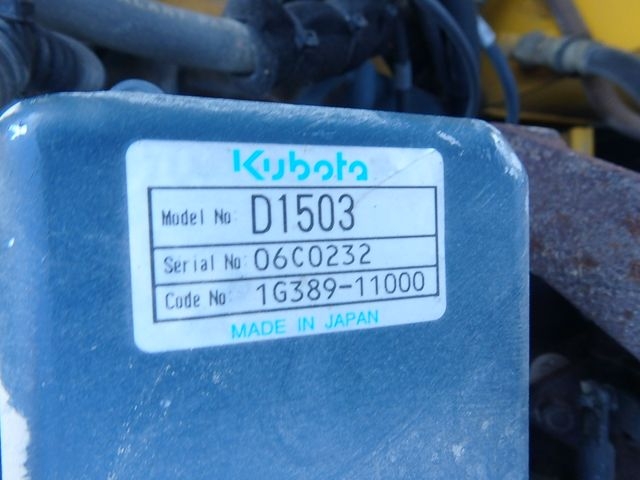 Kubota
Model No D1503
Serial No 06C0232
Code No 1G389-11000
MADE IN JAPAN